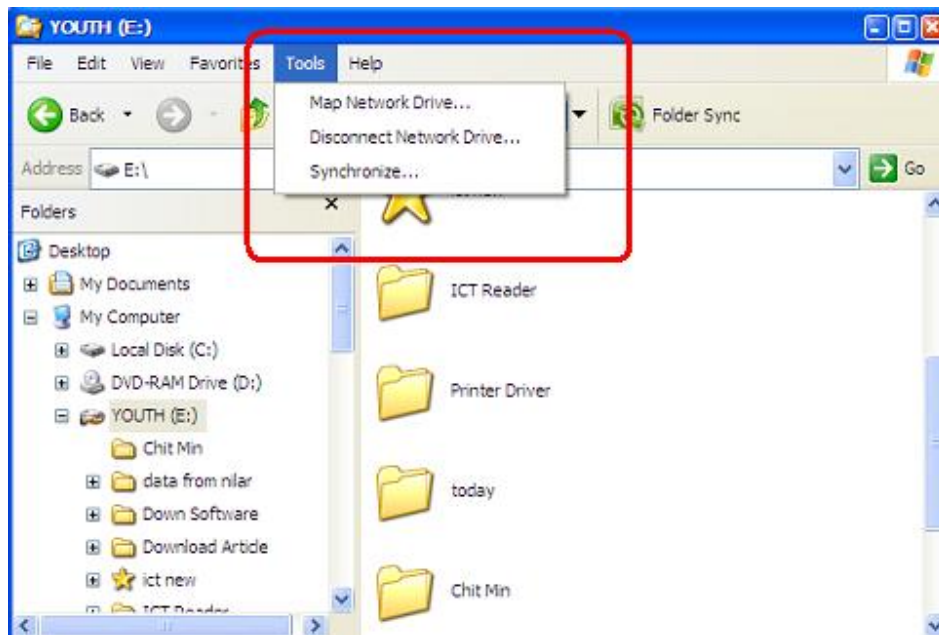 YOUTH (E:)
File Edit View Favorites Tools Help
Map Network Drive...
Disconnect Network Drive...
Synchronize...
Back
Folder Sync
Address E:\
Go
Folders
Desktop
My Documents
My Computer
Local Disk (C:)
DVD-RAM Drive (D:)
YOUTH (E:)
Chit Min
data from nilar
Down Software
Download Article
ict new
ICT Reader
ICT Reader
Printer Driver
today
Chit Min